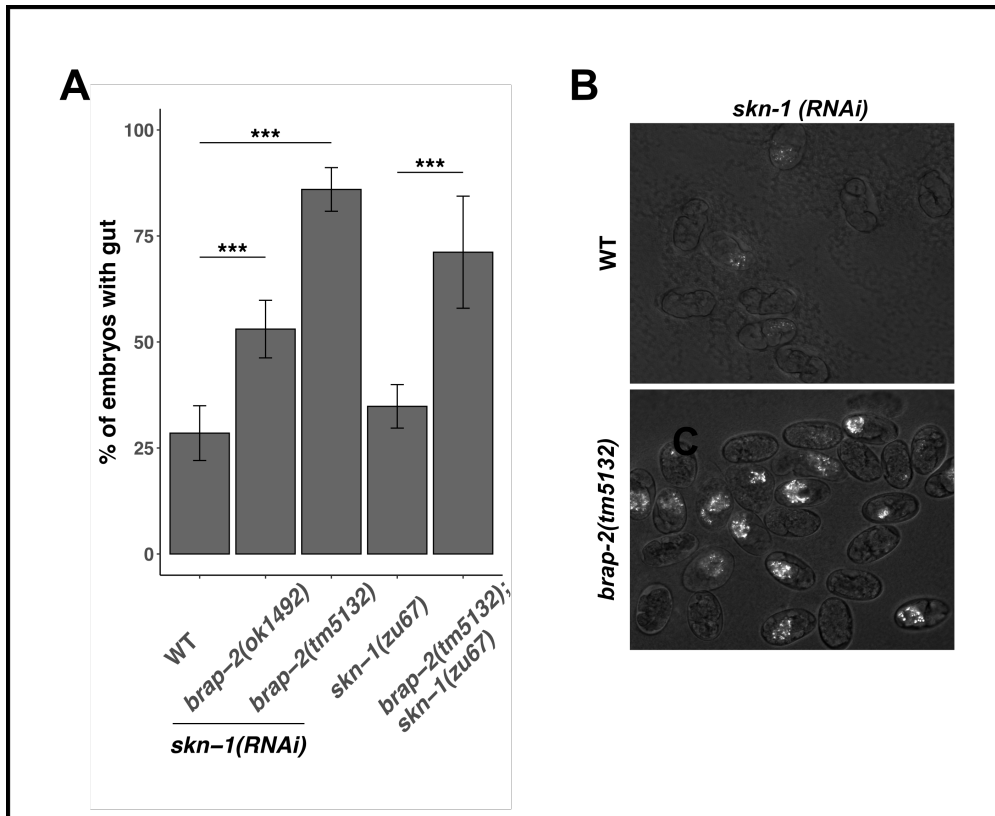 A
B
skn-1 (RNAi)
% of embryos with gut
100
75
50
25
0
***
***
***
WT
brap−2(ok1492)
brap−2(tm5132)
skn−1(zu67)
brap−2(tm5132);
skn−1(zu67)
skn−1(RNAi)
WT
brap-2(tm5132)
C